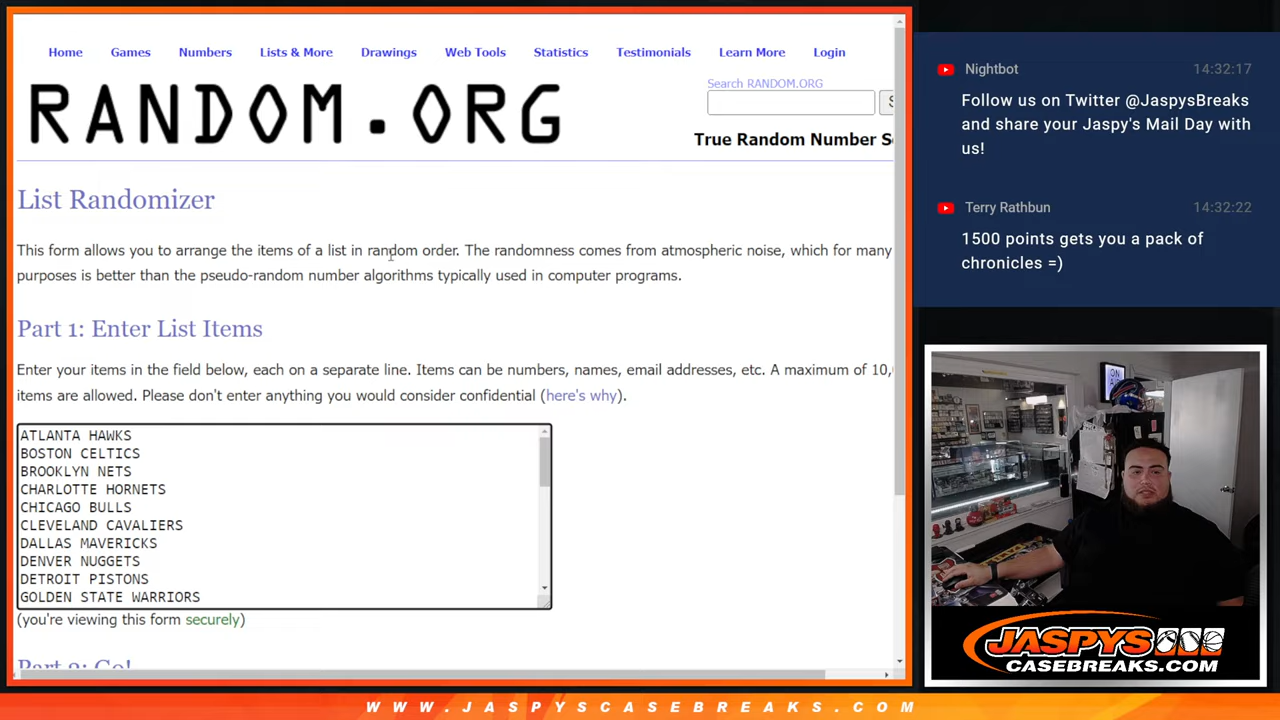 Home Games Numbers Lists & More Drawings Web Tools Statistics Testimonials Learn More Login
RANDOM.ORG
Search RANDOM.ORG
True Random Number S
List Randomizer
This form allows you to arrange the items of a list in random order. The randomness comes from atmospheric noise, which for many
purposes is better than the pseudo-random number algorithms typically used in computer programs.
Part 1: Enter List Items
Enter your items in the field below, each on a separate line. Items can be numbers, names, email addresses, etc. A maximum of 10,
items are allowed. Please don't enter anything you would consider confidential (here's why).
ATLANTA HAWKS
BOSTON CELTICS
BROOKLYN NETS
CHARLOTTE HORNETS
CHICAGO BULLS
CLEVELAND CAVALIERS
DALLAS MAVERICKS
DENVER NUGGETS
DETROIT PISTONS
GOLDEN STATE WARRIORS
(you're viewing this form securely)
Part 2: Go!
Nightbot 14:32:17
Follow us on Twitter @JaspysBreaks
and share your Jaspy's Mail Day with
us!
Terry Rathbun 14:32:22
1500 points gets you a pack of
chronicles =)
ON
AIR
JASPYS
CASEBREAKS.COM
WWW.JASPYSCASEBREAKS.COM